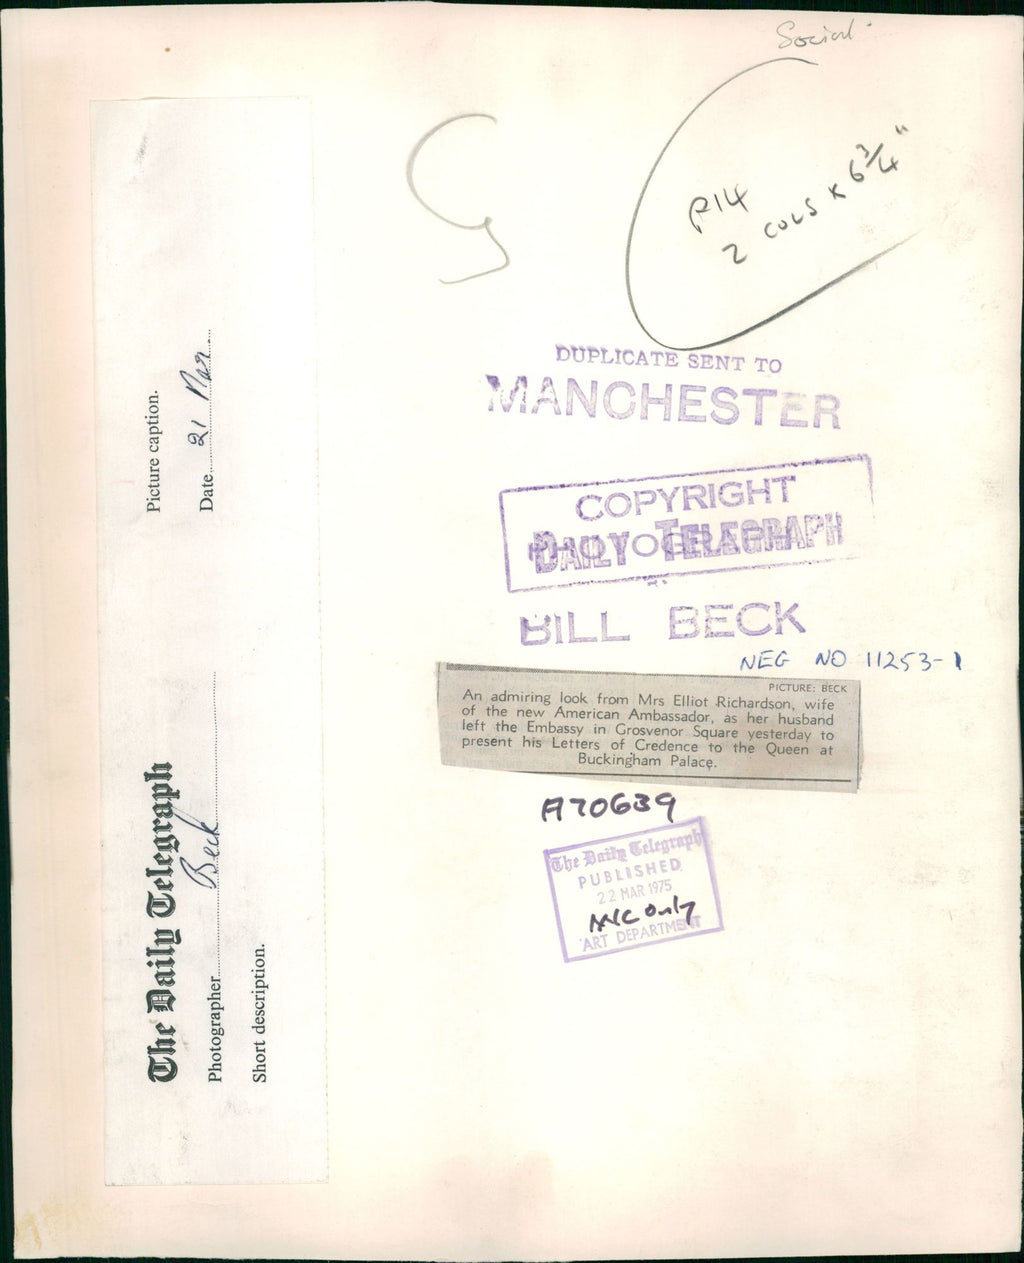 Social
P14
2 COLS X 6 3/4"
DUPLICATE SENT TO
MANCHESTER
COPYRIGHT
DAILY TELEGRAPH
BILL BECK
NEG NO 11253-1
PICTURE: BECK
An admiring look from Mrs Elliot Richardson, wife
of the new American Ambassador, as her husband
left the Embassy in Grosvenor Square yesterday to
present his Letters of Credence to the Queen at
Buckingham Palace.
A70639
The Daily Telegraph
PUBLISHED
22 MAR 1975
only
ART DEPARTMENT
The Daily Telegraph
Picture caption.
Photographer Beck
Date 21 Mar
Short description.